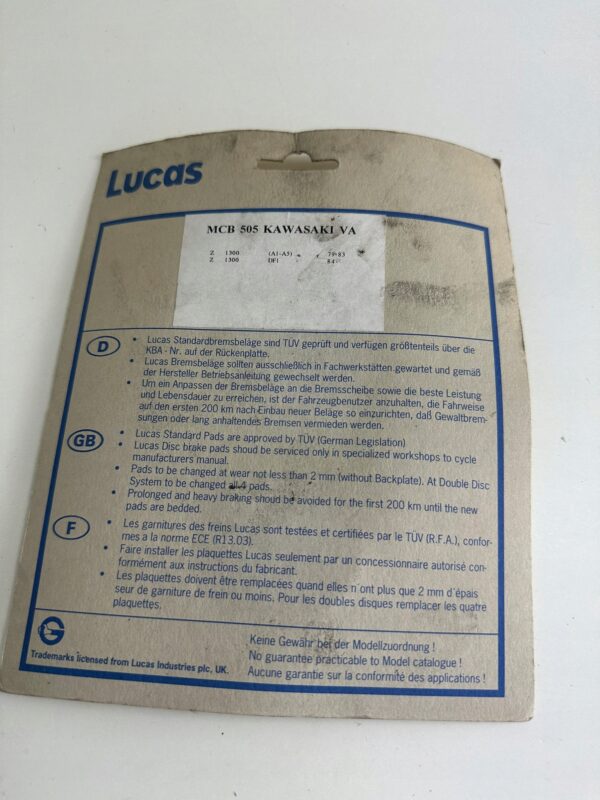 Lucas
MCB 505 KAWASAKI VA
Z 1300 (A1-A5) 79-83
Z 1300 DF1 84
D
• Lucas Standardbremsbeläge sind TÜV geprüft und verfügen größtenteils über die
KBA - Nr. auf der Rückenplatte.
• Lucas Bremsbeläge sollten ausschließlich in Fachwerkstätten gewartet und gemäß
der Hersteller Betriebsanleitung gewechselt werden.
• Um ein Anpassen der Bremsbeläge an die Bremsscheibe sowie die beste Leistung
und Lebensdauer zu erreichen, ist der Fahrzeugbenutzer anzuhalten, die Fahrweise
auf den ersten 200 km nach Einbau neuer Beläge so einzurichten, daß Gewaltbrem-
sungen oder lang anhaltendes Bremsen vermieden werden.
GB
• Lucas Standard Pads are approved by TÜV (German Legislation)
• Lucas Disc brake pads shoud be serviced only in specialized workshops to cycle
manufacturers manual.
• Pads to be changed at wear not less than 2 mm (without Backplate). At Double Disc
System to be changed all 4 pads.
• Prolonged and heavy braking shoud be avoided for the first 200 km until the new
pads are bedded.
F
• Les garnitures des freins Lucas sont testées et certifiées par le TÜV (R.F.A.), confor-
mes a la norme ECE (R13.03).
• Faire installer les plaquettes Lucas seulement par un concessionnaire autorisé con-
formément aux instructions du fabricant.
• Les plaquettes doivent être remplacées quand elles n ont plus que 2 mm d'épais
seur de garniture de frein ou moins. Pour les doubles disques remplacer les quatre
plaquettes.
Trademarks licensed from Lucas Industries plc, UK.
Keine Gewähr bei der Modellzuordnung !
No guarantee practicable to Model catalogue !
Aucune garantie sur la conformité des applications !